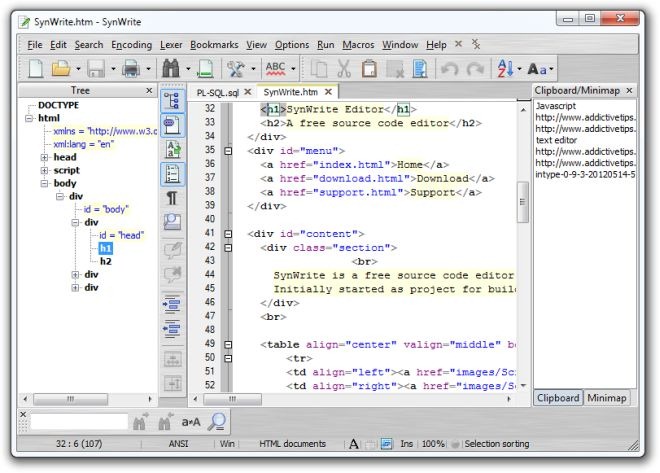 SynWrite.htm - SynWrite
File Edit Search Encoding Lexer Bookmarks View Options Run Macros Window Help
ABC
A Z Aa
Tree
DOCTYPE
html
xmlns = "http://www.w3.o
xml:lang = "en"
head
script
body
div
id = "body"
div
id = "head"
h1
h2
div
div
PL-SQL.sql SynWrite.htm
32 <h1>SynWrite Editor</h1>
33 <h2>A free source code editor</h2>
34 </div>
35 <div id="menu">
36 <a href="index.html">Home</a>
37 <a href="download.html">Download</a>
38 <a href="support.html">Support</a>
39 </div>
40
41 <div id="content">
42 <div class="section">
43 <br>
44 SynWrite is a free source code editor
45 Initially started as project for buil
46 </div>
47 <br>
48
49 <table align="center" valign="middle" bo
50 <tr>
51 <td align="left"><a href="images/Sci
52 <td align="right"><a href="images/S
Clipboard/Minimap
Javascript
http://www.addictivetips.
http://www.addictivetips.
text editor
http://www.addictivetips.
http://www.addictivetips.
intype-0-9-3-20120514-5
Clipboard Minimap
a≠A
32 : 6 (107) ANSI Win HTML documents A Ins 100% Selection sorting